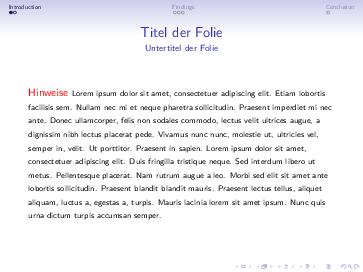 Introduction Findings Conclusion
Titel der Folie
Untertitel der Folie
Hinweise Lorem ipsum dolor sit amet, consectetuer adipiscing elit. Etiam lobortis
facilisis sem. Nullam nec mi et neque pharetra sollicitudin. Praesent imperdiet mi nec
ante. Donec ullamcorper, felis non sodales commodo, lectus velit ultrices augue, a
dignissim nibh lectus placerat pede. Vivamus nunc nunc, molestie ut, ultricies vel,
semper in, velit. Ut porttitor. Praesent in sapien. Lorem ipsum dolor sit amet,
consectetuer adipiscing elit. Duis fringilla tristique neque. Sed interdum libero ut
metus. Pellentesque placerat. Nam rutrum augue a leo. Morbi sed elit sit amet ante
lobortis sollicitudin. Praesent blandit blandit mauris. Praesent lectus tellus, aliquet
aliquam, luctus a, egestas a, turpis. Mauris lacinia lorem sit amet ipsum. Nunc quis
urna dictum turpis accumsan semper.